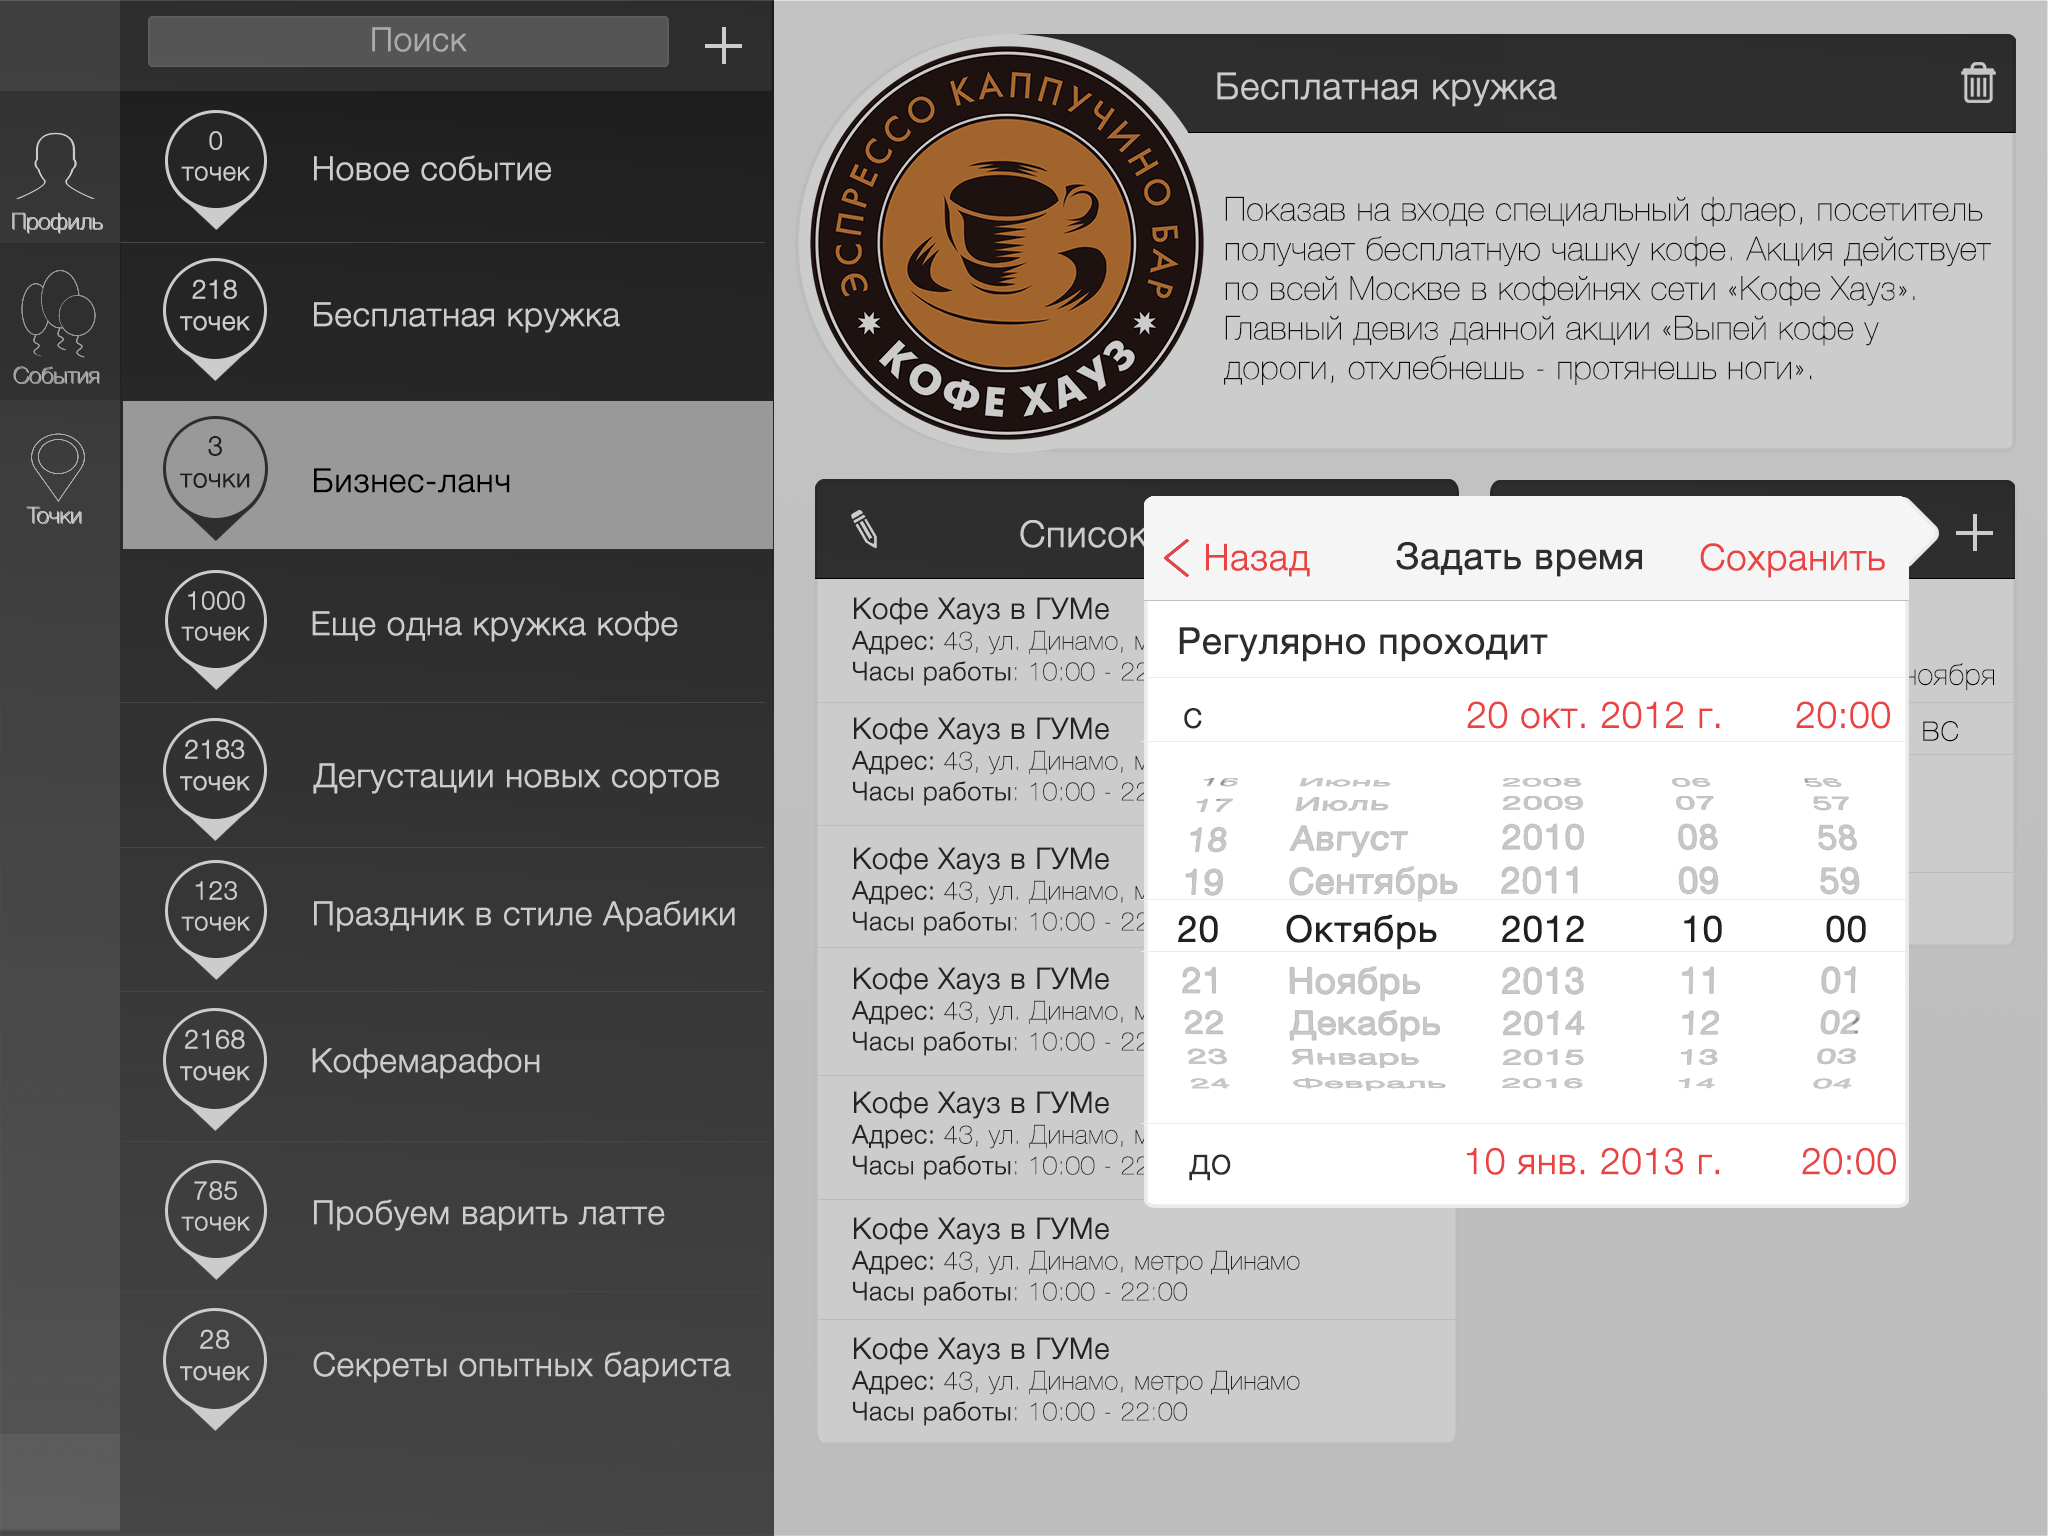 Поиск
Профиль
События
Точки
0
точек
Новое событие
218
точек
Бесплатная кружка
3
точки
Бизнес-ланч
1000
точек
Еще одна кружка кофе
2183
точек
Дегустации новых сортов
123
точек
Праздник в стиле Арабики
2168
точек
Кофемарафон
785
точек
Пробуем варить латте
28
точек
Секреты опытных бариста
ЭСПРЕССО КАППУЧИНО БАР
КОФЕ ХАУЗ
Бесплатная кружка
Показав на входе специальный флаер, посетитель
получает бесплатную чашку кофе. Акция действует
по всей Москве в кофейнях сети «Кофе Хауз».
Главный девиз данной акции «Выпей кофе у
дороги, отхлебнешь - протянешь ноги».
Список
Кофе Хауз в ГУМе
Адрес: 43, ул. Динамо,
Часы работы: 10:00 - 22
Кофе Хауз в ГУМе
Адрес: 43, ул. Динамо,
Часы работы: 10:00 - 22
Кофе Хауз в ГУМе
Адрес: 43, ул. Динамо,
Часы работы: 10:00 - 22
Кофе Хауз в ГУМе
Адрес: 43, ул. Динамо,
Часы работы: 10:00 - 22
Кофе Хауз в ГУМе
Адрес: 43, ул. Динамо,
Часы работы: 10:00 - 22
Кофе Хауз в ГУМе
Адрес: 43, ул. Динамо, метро Динамо
Часы работы: 10:00 - 22:00
Кофе Хауз в ГУМе
Адрес: 43, ул. Динамо, метро Динамо
Часы работы: 10:00 - 22:00
ноября
ВС
Назад Задать время Сохранить
Регулярно проходит
с 20 окт. 2012 г. 20:00
16 Июнь 2008 06 56
17 Июль 2009 07 57
18 Август 2010 08 58
19 Сентябрь 2011 09 59
20 Октябрь 2012 10 00
21 Ноябрь 2013 11 01
22 Декабрь 2014 12 02
23 Январь 2015 13 03
24 Февраль 2016 14 04
до 10 янв. 2013 г. 20:00